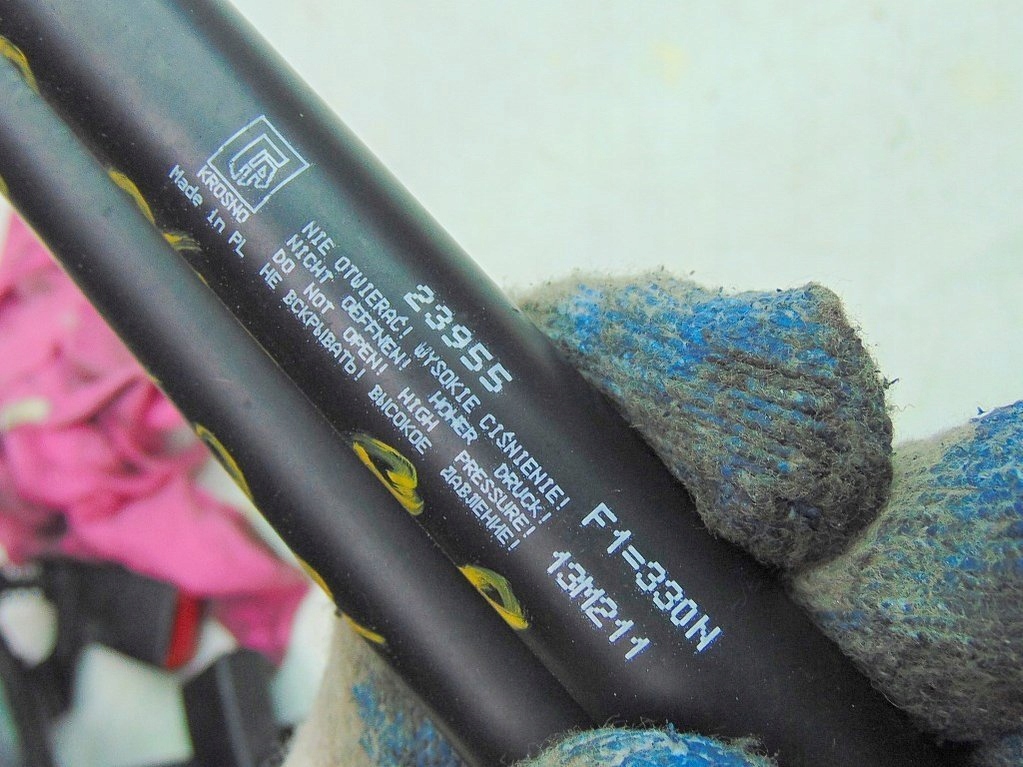 KROSNO
Made in PL
23955 F1=330N
NIE OTWIERAĆ! WYSOKIE CIŚNIENIE! 13M211
NICHT OEFFNEN! HOHER DRUCK!
DO NOT OPEN! HIGH PRESSURE!
НЕ ВСКРЫВАТЬ! ВЫСОКОЕ ДАВЛЕНИЕ!